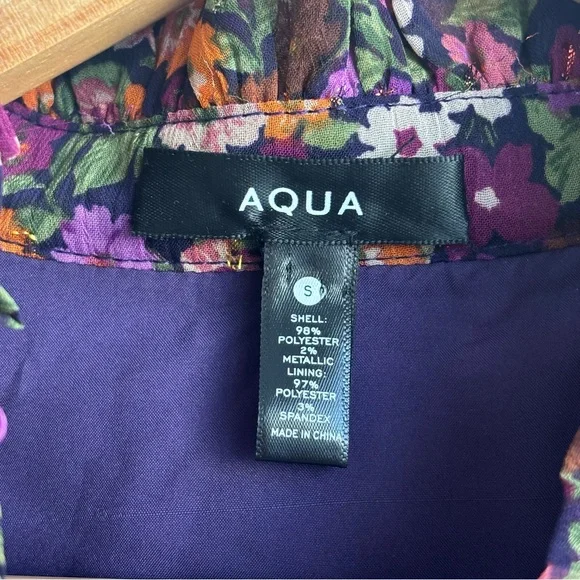 AQUA
S
SHELL:
98%
POLYESTER
2%
METALLIC
LINING:
97%
POLYESTER
3%
SPANDEX
MADE IN CHINA